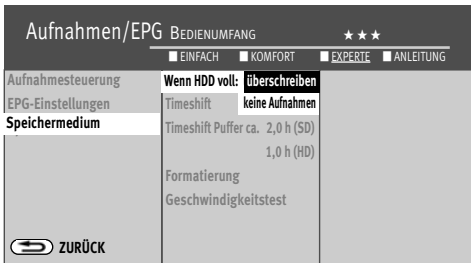 Aufnahmen/EPG BEDIENUMFANG ★★★
EINFACH KOMFORT EXPERTE ANLEITUNG
Aufnahmesteuerung
EPG-Einstellungen
Speichermedium
Wenn HDD voll: überschreiben
Timeshift keine Aufnahmen
Timeshift Puffer ca. 2,0 h (SD)
1,0 h (HD)
Formatierung
Geschwindigkeitstest
ZURÜCK